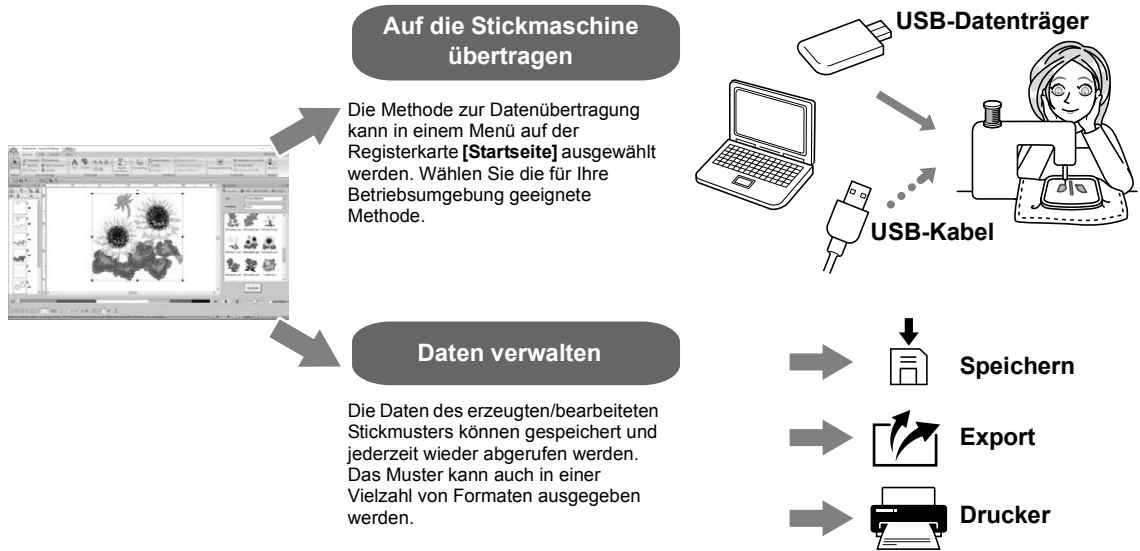 Auf die Stickmaschine
übertragen
Die Methode zur Datenübertragung
kann in einem Menü auf der
Registerkarte [Startseite] ausgewählt
werden. Wählen Sie die für Ihre
Betriebsumgebung geeignete
Methode.
USB-Datenträger
USB-Kabel
Daten verwalten
Die Daten des erzeugten/bearbeiteten
Stickmusters können gespeichert und
jederzeit wieder abgerufen werden.
Das Muster kann auch in einer
Vielzahl von Formaten ausgegeben
werden.
Speichern
Export
Drucker